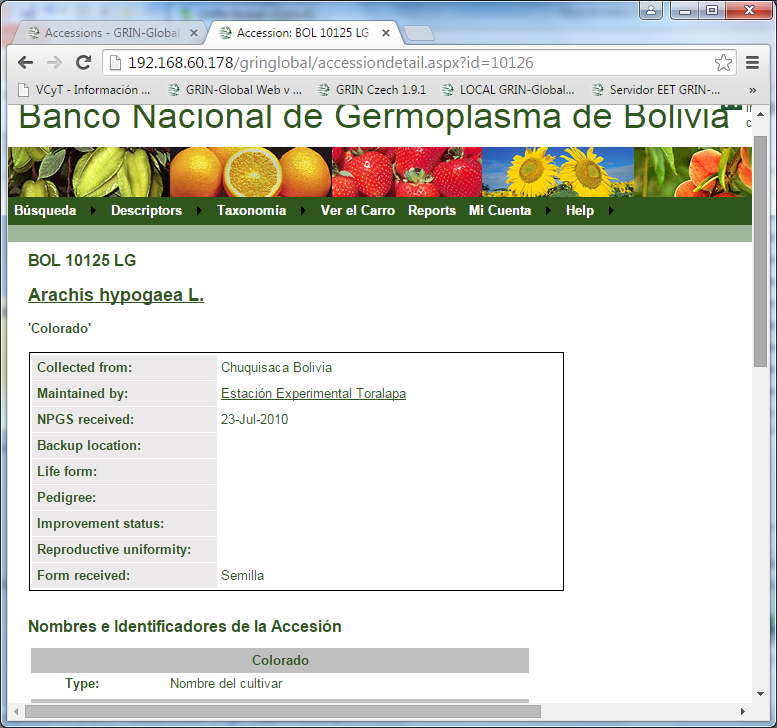 Accessions - GRIN-Global
Accession: BOL 10125 LG
192.168.60.178/gringlobal/accessiondetail.aspx?id=10126
VCyT - Información ... GRIN-Global Web v ... GRIN Czech 1.9.1 LOCAL GRIN-Global... Servidor EET GRIN-... »
Banco Nacional de Germoplasma de Bolivia
Búsqueda Descriptors Taxonomía Ver el Carro Reports Mi Cuenta Help
BOL 10125 LG
Arachis hypogaea L.
'Colorado'
Collected from: Chuquisaca Bolivia
Maintained by: Estación Experimental Toralapa
NPGS received: 23-Jul-2010
Backup location:
Life form:
Pedigree:
Improvement status:
Reproductive uniformity:
Form received: Semilla
Nombres e Identificadores de la Accesión
Colorado
Type: Nombre del cultivar